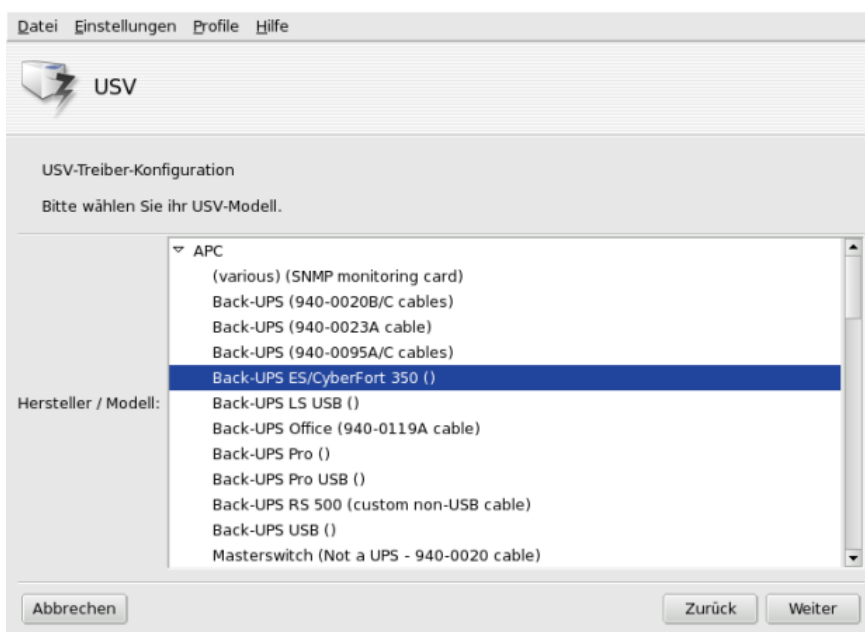 Datei Einstellungen Profile Hilfe
USV
USV-Treiber-Konfiguration
Bitte wählen Sie ihr USV-Modell.
Hersteller / Modell:
APC
(various) (SNMP monitoring card)
Back-UPS (940-0020B/C cables)
Back-UPS (940-0023A cable)
Back-UPS (940-0095A/C cables)
Back-UPS ES/CyberFort 350 ()
Back-UPS LS USB ()
Back-UPS Office (940-0119A cable)
Back-UPS Pro ()
Back-UPS Pro USB ()
Back-UPS RS 500 (custom non-USB cable)
Back-UPS USB ()
Masterswitch (Not a UPS - 940-0020 cable)
Abbrechen Zurück Weiter